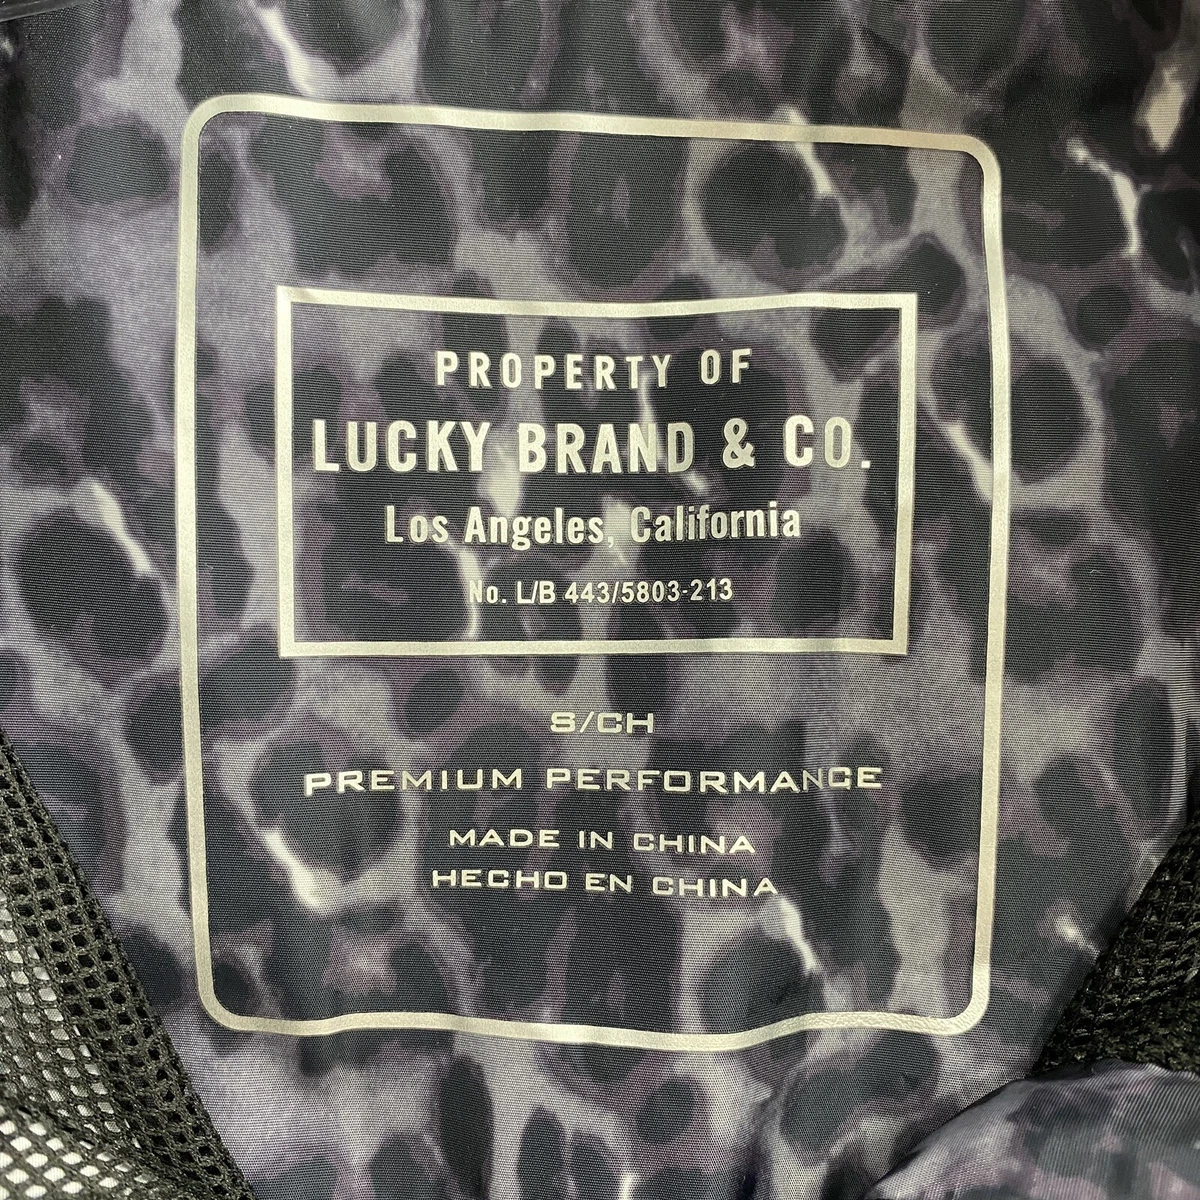 PROPERTY OF
LUCKY BRAND & CO.
Los Angeles, California
No. L/B 443/5803-213
S/CH
PREMIUM PERFORMANCE
MADE IN CHINA
HECHO EN CHINA